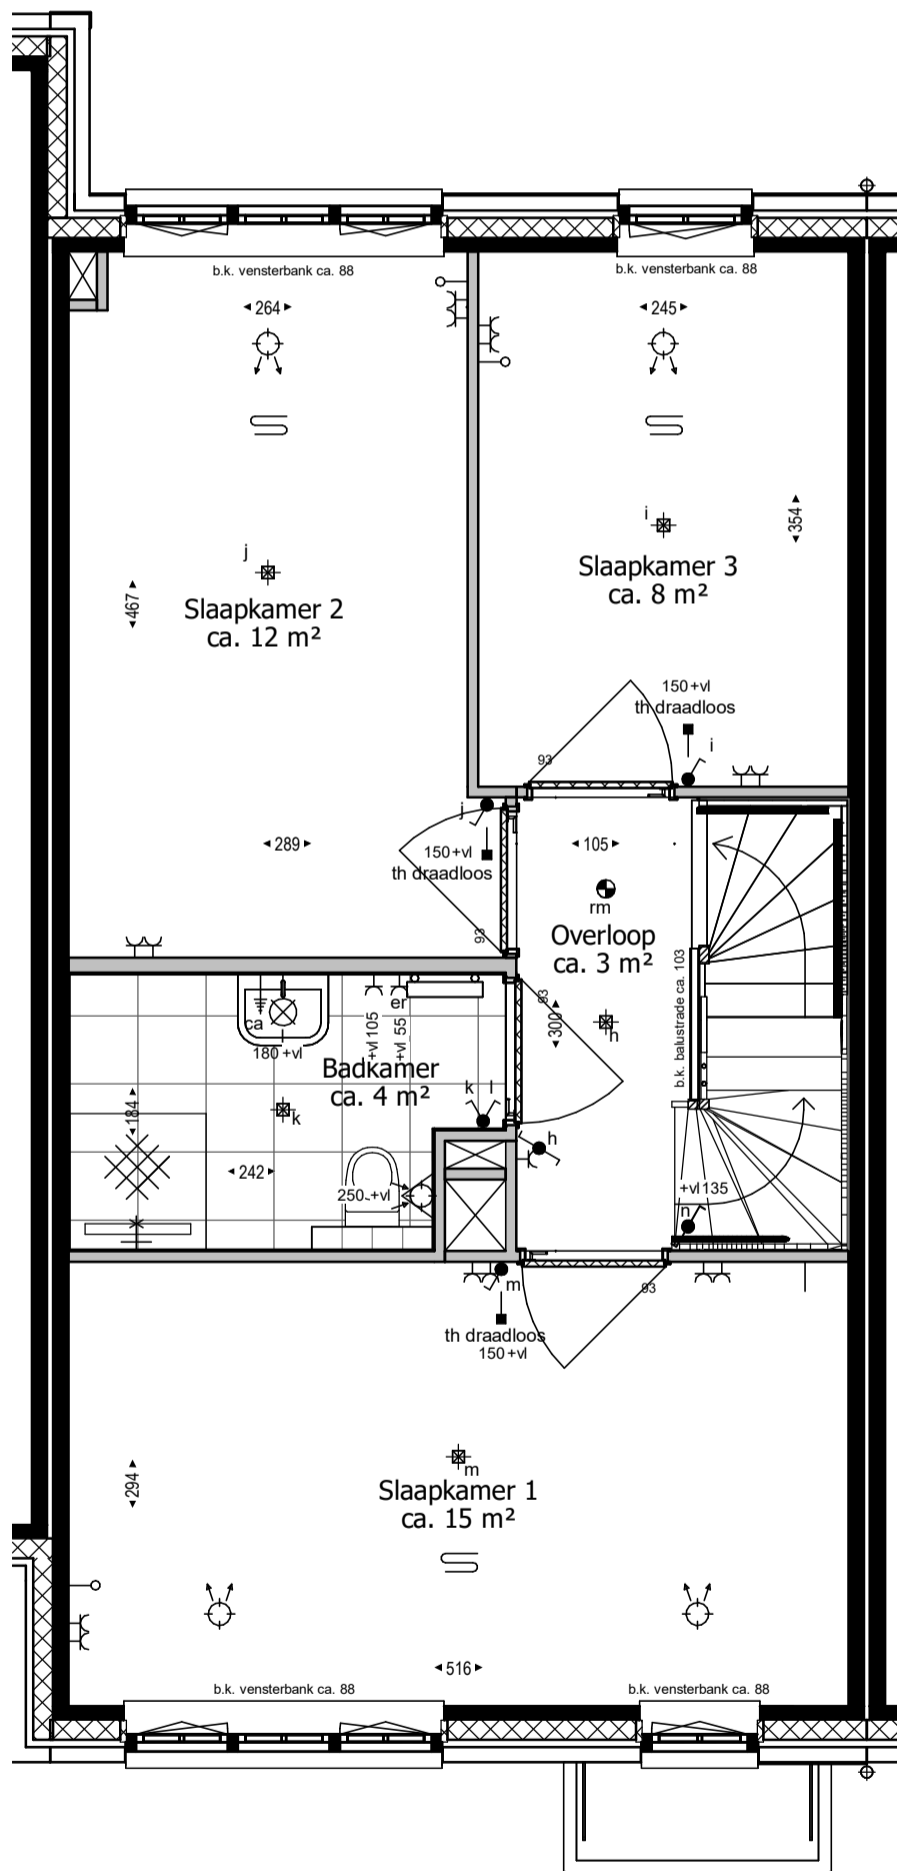 b.k. vensterbank ca. 88
b.k. vensterbank ca. 88
264
245
i
354
j
Slaapkamer 3
ca. 8 m²
467
Slaapkamer 2
ca. 12 m²
150+vl
th draadloos
i
93
j
289
150+vl
th draadloos
105
rm
93
Overloop
ca. 3 m²
b.k. balustrade ca. 103
93
300
n
er
ca
+vl 105
+vl 55
180 +vl
Badkamer
ca. 4 m²
k
l
184
k
h
242
250 +vl
+vl 135
n
m
93
th draadloos
150+vl
m
294
Slaapkamer 1
ca. 15 m²
516
b.k. vensterbank ca. 88
b.k. vensterbank ca. 88